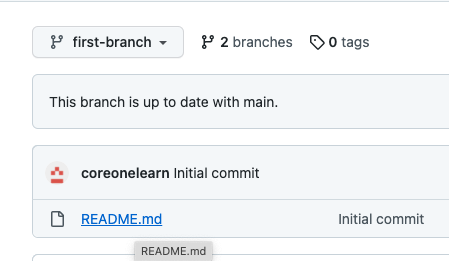 first-branch 2 branches 0 tags
This branch is up to date with main.
coreonelearn Initial commit
README.md Initial commit
README.md